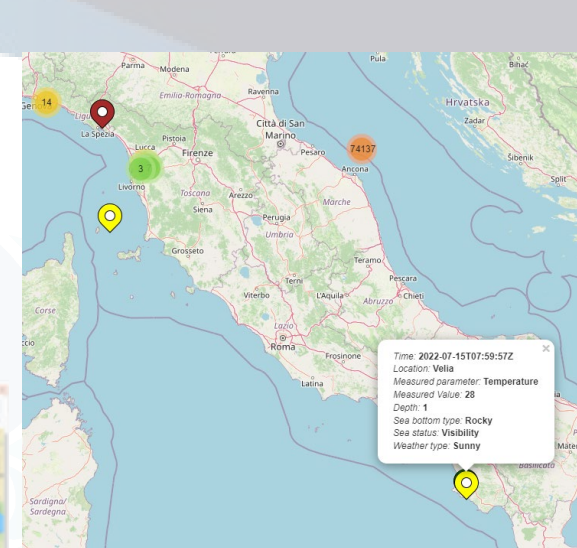 Parma
Modena
Pula
Bihać
Ravenna
Emilia-Romagna
Hrvatska
14
Zadar
Città di San
Marino
La Spezia
Pistoia
Lucca
Firenze
Pesaro
74137
Šibenik
3
Split
Ancona
Livorno
Toscana
Arezzo
Marche
Siena
Perugia
Umbria
Grosseto
Teramo
Terni
Pescara
Viterbo
L'Aquila
Abruzzo
Chieti
Corse
Lazio
Roma
Frosinone
Latina
Time: 2022-07-15T07:59:57Z
Location: Velia
Measured parameter: Temperature
Measured Value: 28
Depth: 1
Sea bottom type: Rocky
Sea status: Visibility
Weather type: Sunny
×
Basilicata
Sardigna/
Sardegna